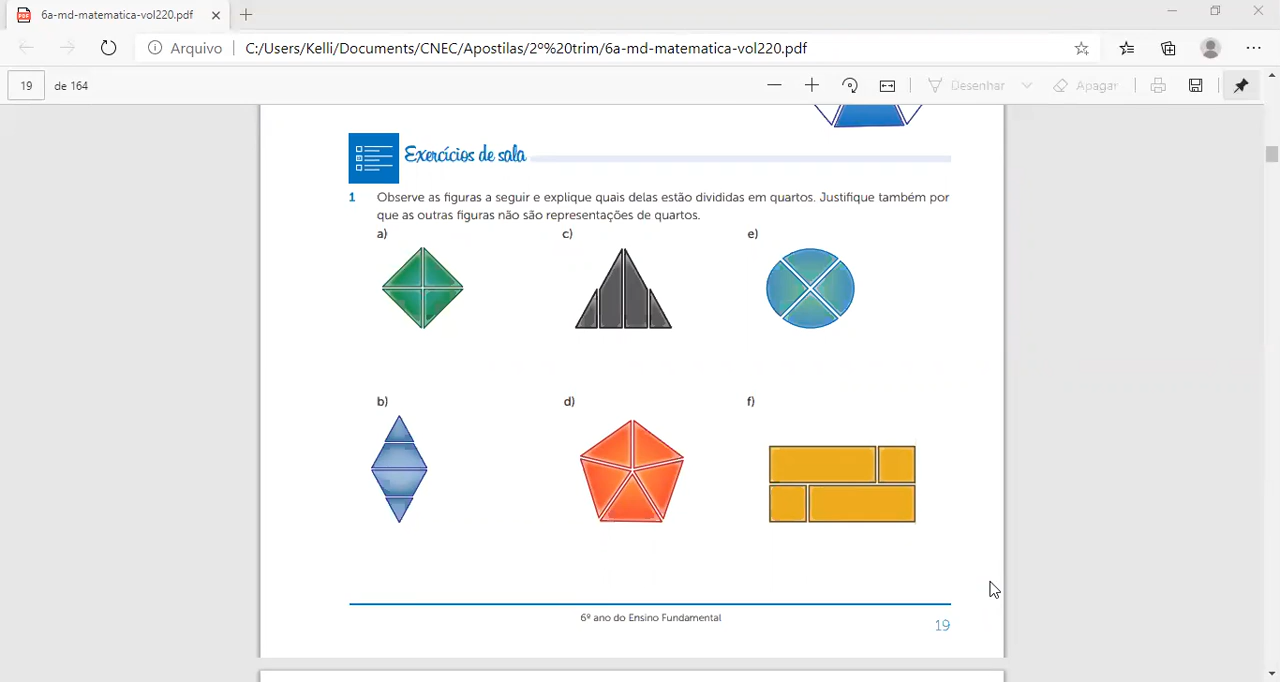 6a-md-matematica-vol220.pdf
Arquivo C:/Users/Kelli/Documents/CNEC/Apostilas/2º%20trim/6a-md-matematica-vol220.pdf
19 de 164 Desenhar Apagar
Exercícios de sala
1 Observe as figuras a seguir e explique quais delas estão divididas em quartos. Justifique também por
que as outras figuras não são representações de quartos.
a) c) e)
b) d) f)
6º ano do Ensino Fundamental
19